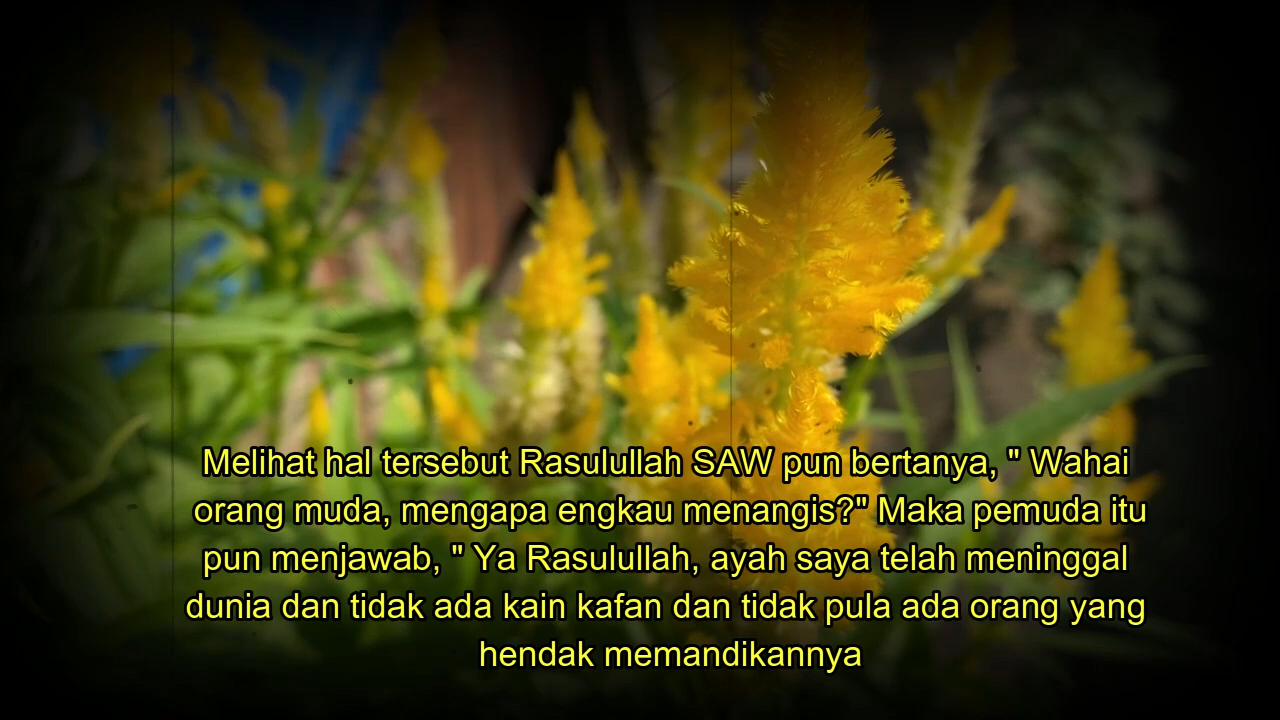 Melihat hal tersebut Rasulullah SAW pun bertanya, " Wahai
orang muda, mengapa engkau menangis?" Maka pemuda itu
pun menjawab, " Ya Rasulullah, ayah saya telah meninggal
dunia dan tidak ada kain kafan dan tidak pula ada orang yang
hendak memandikannya